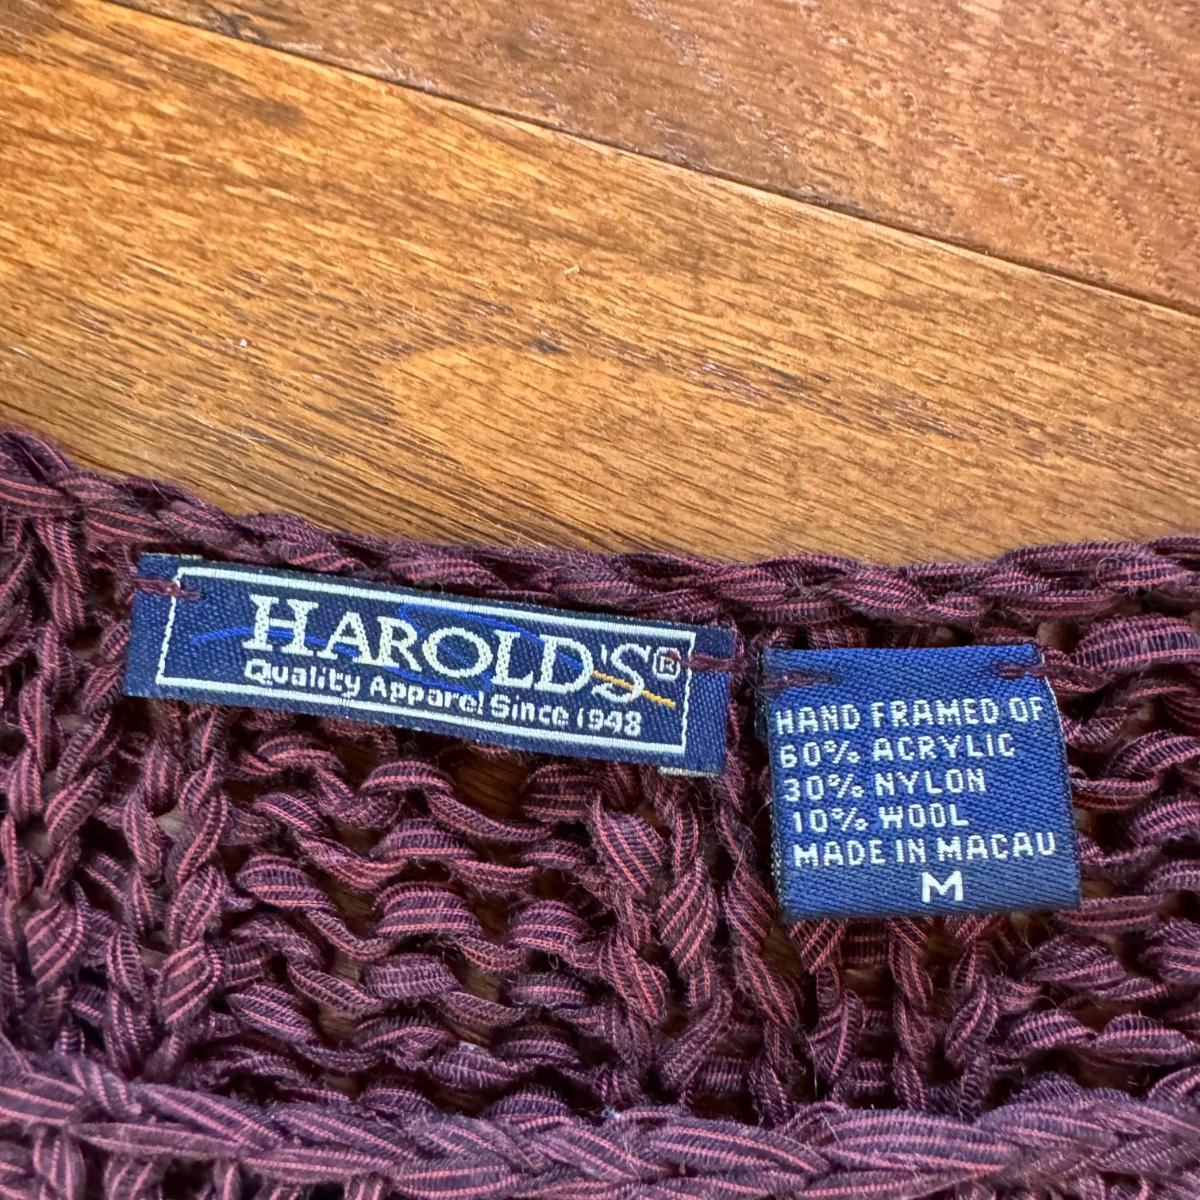 HAROLD'S®
Quality Apparel Since 1948
HAND FRAMED OF
60% ACRYLIC
30% NYLON
10% WOOL
MADE IN MACAU
M